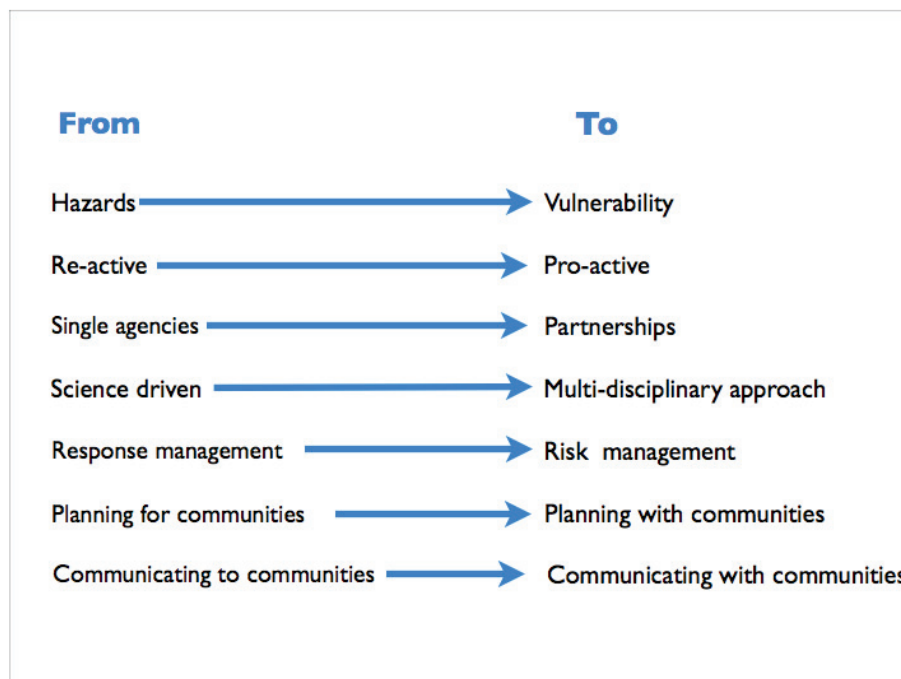 From To
Hazards Vulnerability
Re-active Pro-active
Single agencies Partnerships
Science driven Multi-disciplinary approach
Response management Risk management
Planning for communities Planning with communities
Communicating to communities Communicating with communities